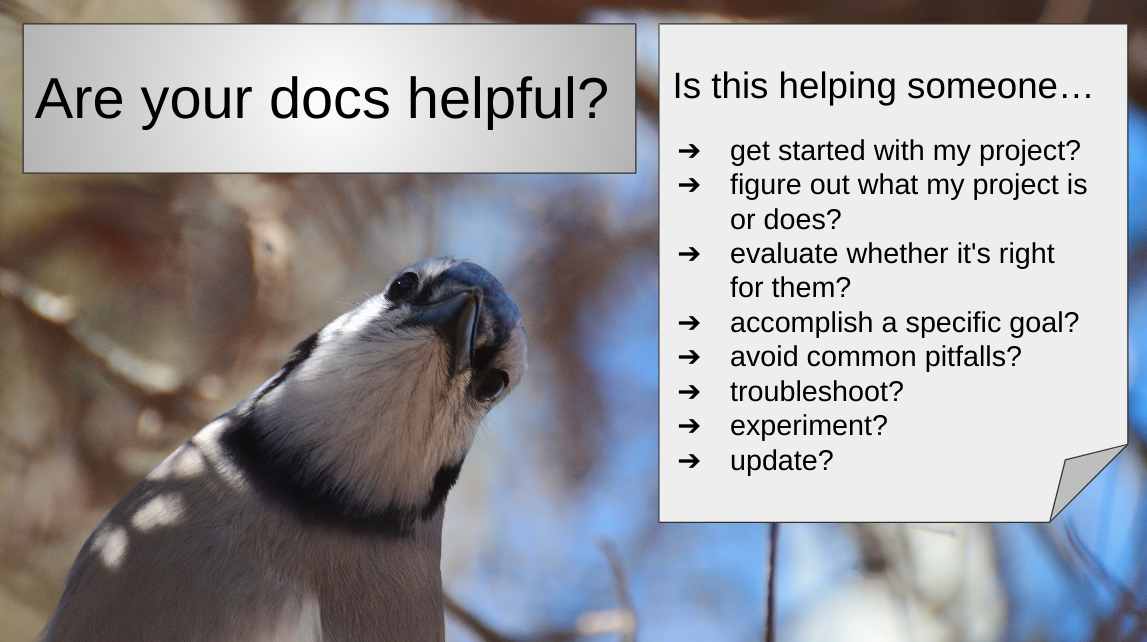 Are your docs helpful?
Is this helping someone…
➔ get started with my project?
➔ figure out what my project is
or does?
➔ evaluate whether it's right
for them?
➔ accomplish a specific goal?
➔ avoid common pitfalls?
➔ troubleshoot?
➔ experiment?
➔ update?